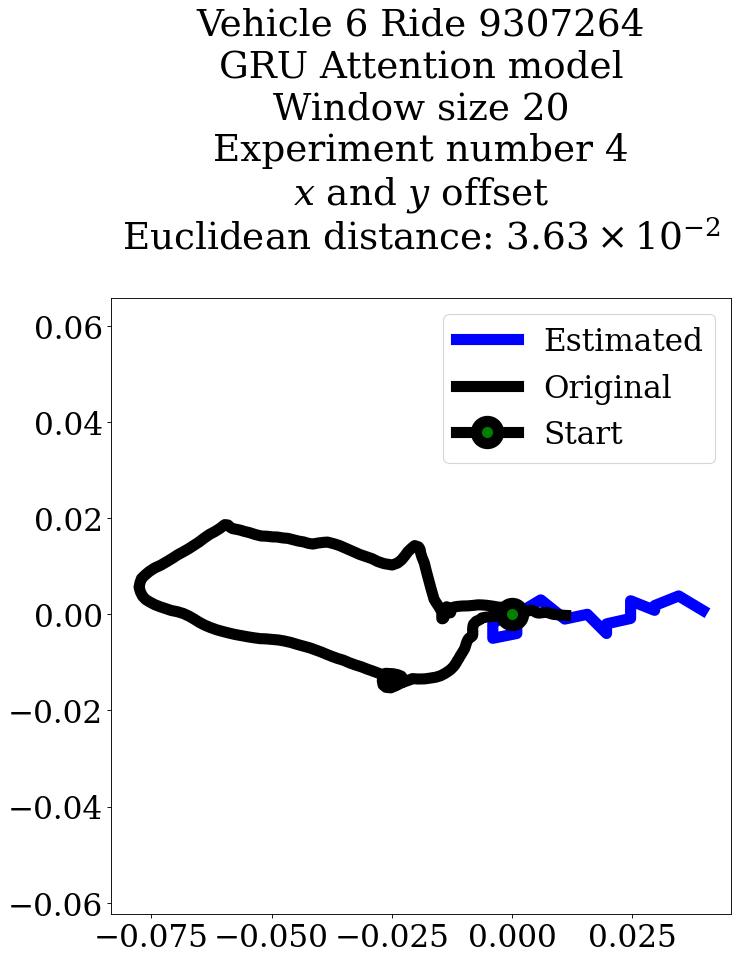 Vehicle 6 Ride 9307264
GRU Attention model
Window size 20
Experiment number 4
x and y offset
Euclidean distance: 3.63 × 10⁻²
Estimated
Original
Start
0.06
0.04
0.02
0.00
−0.02
−0.04
−0.06
−0.075 −0.050 −0.025 0.000 0.025